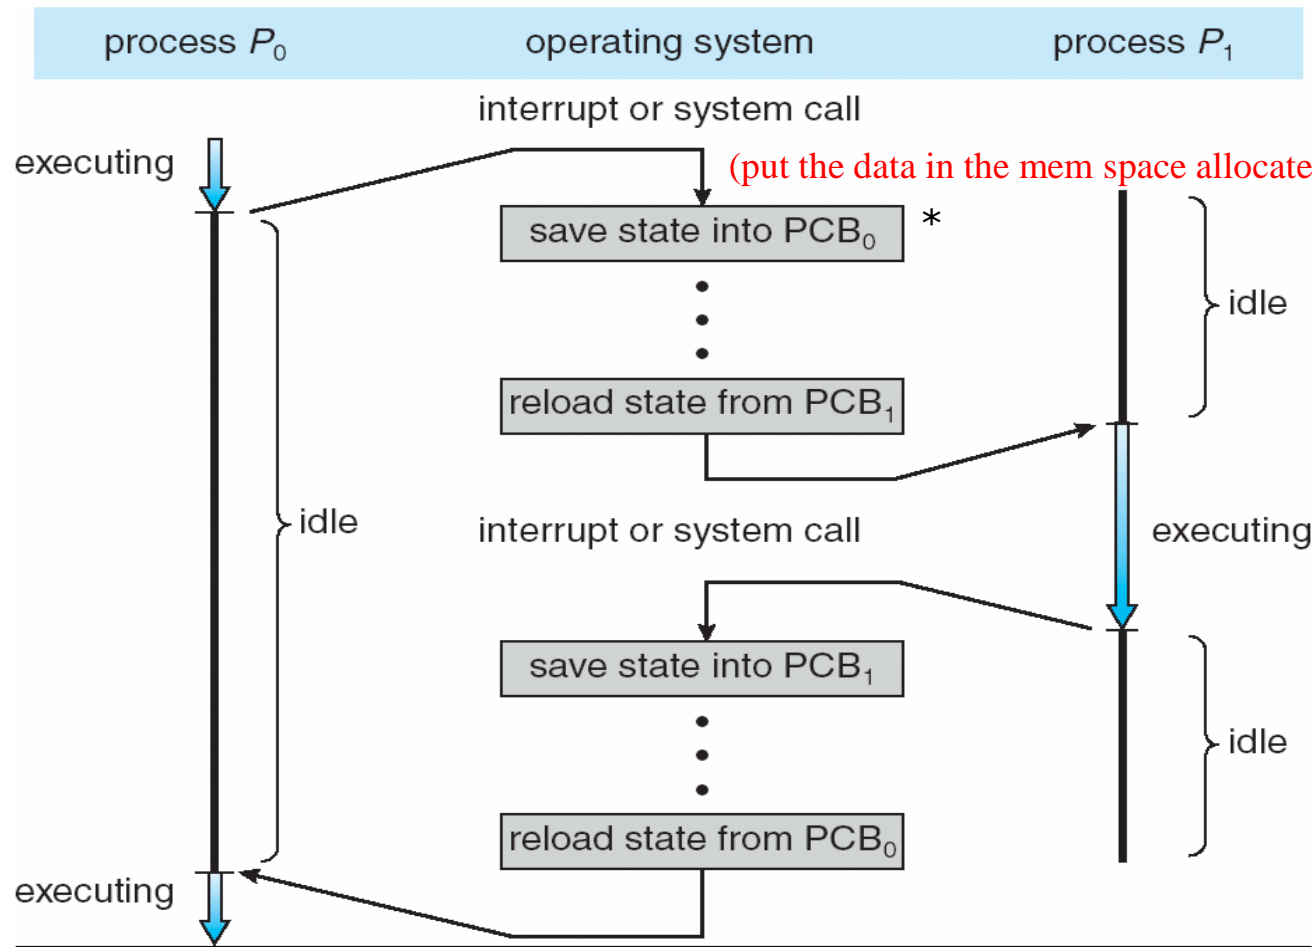 process P₀ operating system process P₁
interrupt or system call
executing
(put the data in the mem space allocate
save state into PCB₀ *
idle
reload state from PCB₁
idle
interrupt or system call
executing
save state into PCB₁
idle
reload state from PCB₀
executing